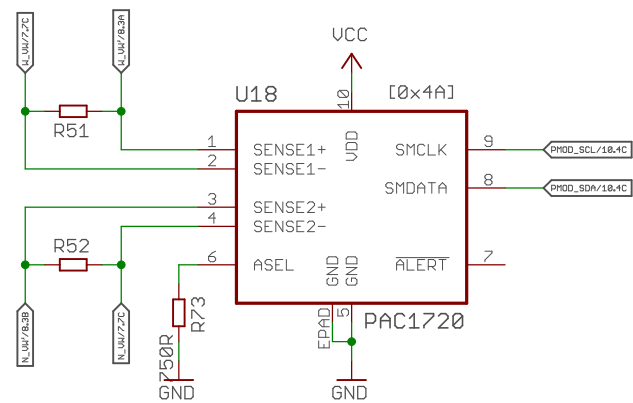 W_VW/7.7C
W_VW'/8.3A
VCC
U18
[0x4A]
R51
10
VDD
1
SENSE1+
2
SENSE1-
SMCLK
9
PMOD_SCL/10.4C
SMDATA
8
PMOD_SDA/10.4C
3
SENSE2+
4
SENSE2-
R52
6
ASEL
GND
GND
ALERT
7
N_VW'/8.3B
N_VW/7.7C
R73
750R
EPAD
5
PAC1720
GND
GND